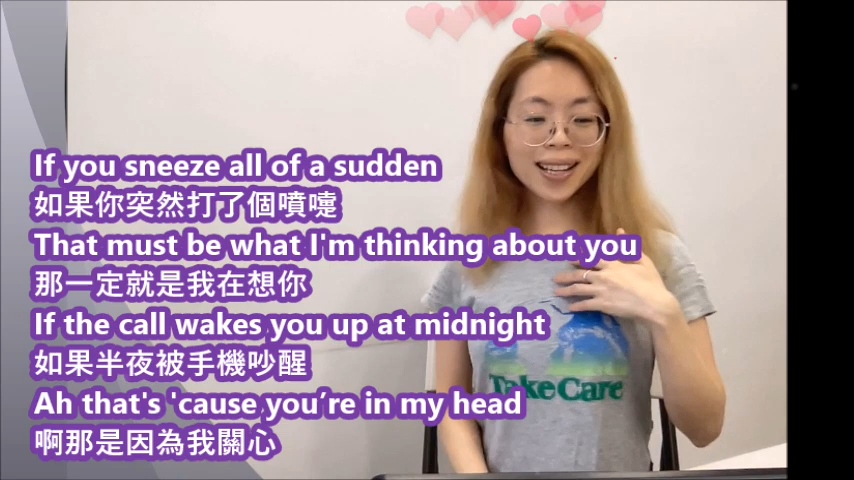 If you sneeze all of a sudden
如果你突然打了個噴嚏
That must be what I'm thinking about you
那一定就是我在想你
If the call wakes you up at midnight
如果半夜被手機吵醒
Ah that's 'cause you’re in my head
啊那是因為我關心
Take Care